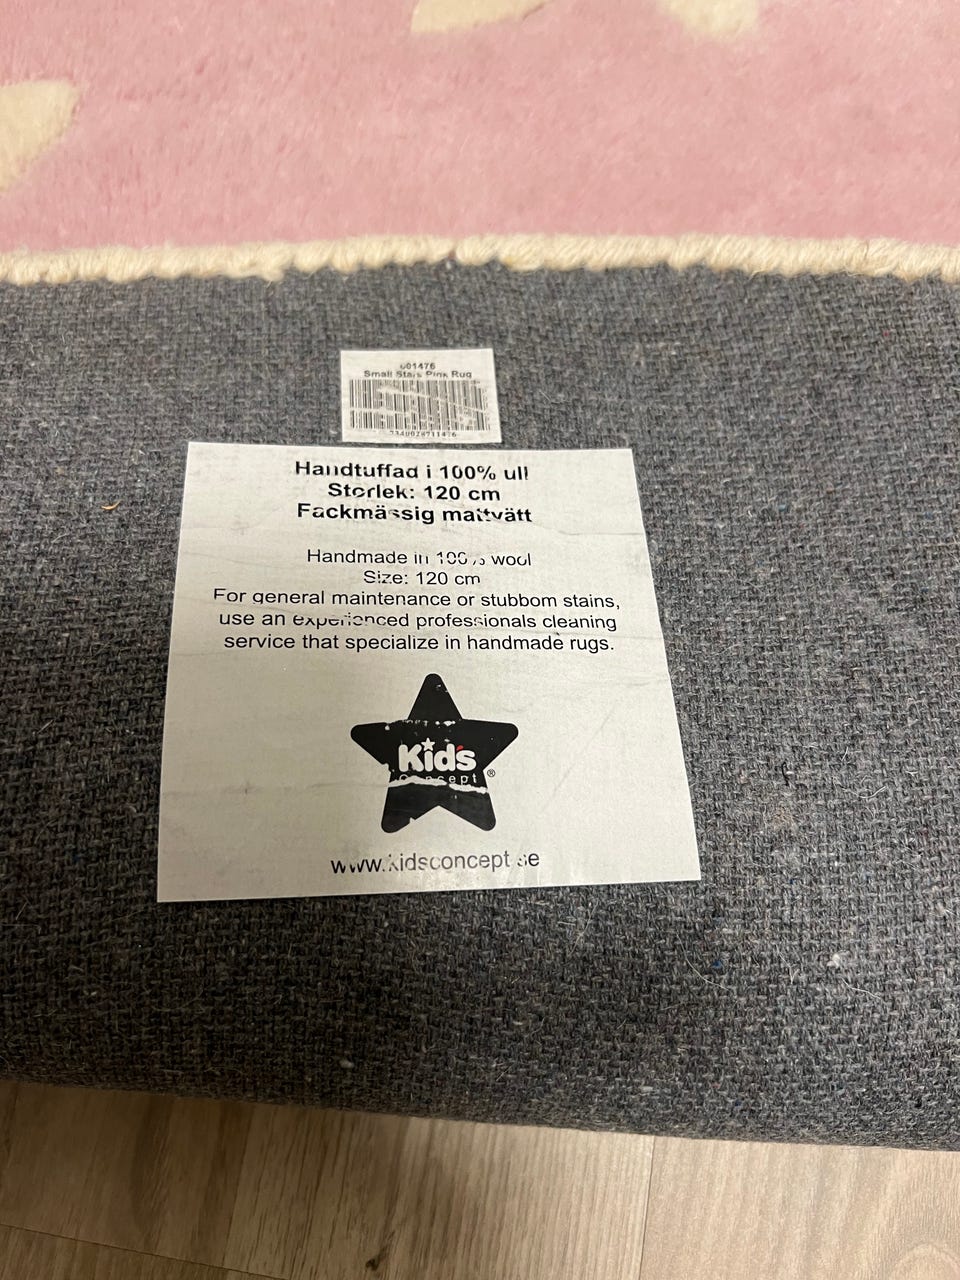 001476
Small Stars Pink Rug
Handtuffad i 100% ull
Storlek: 120 cm
Fackmässig mattvätt
Handmade in 100% wool
Size: 120 cm
For general maintenance or stubbom stains,
use an experienced professionals cleaning
service that specialize in handmade rugs.
Kid's
concept ®
www.kidsconcept.se